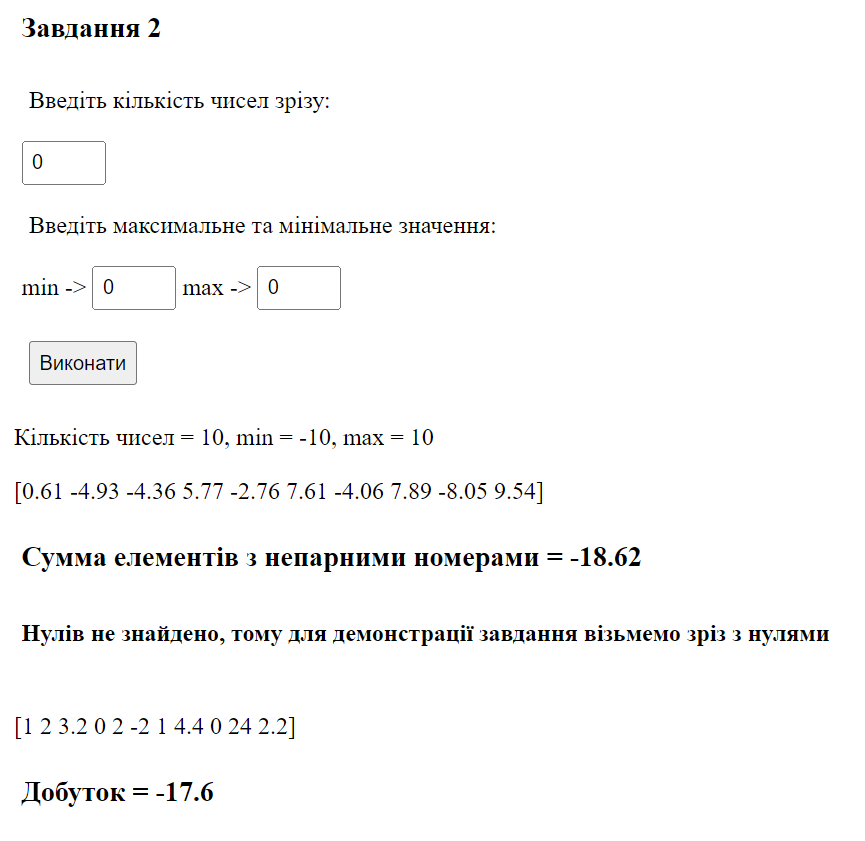 Завдання 2
Введіть кількість чисел зрізу:
0
Введіть максимальне та мінімальне значення:
min -> 0 max -> 0
Виконати
Кількість чисел = 10, min = -10, max = 10
[0.61 -4.93 -4.36 5.77 -2.76 7.61 -4.06 7.89 -8.05 9.54]
Сумма елементів з непарними номерами = -18.62
Нулів не знайдено, тому для демонстрації завдання візьмемо зріз з нулями
[1 2 3.2 0 2 -2 1 4.4 0 24 2.2]
Добуток = -17.6